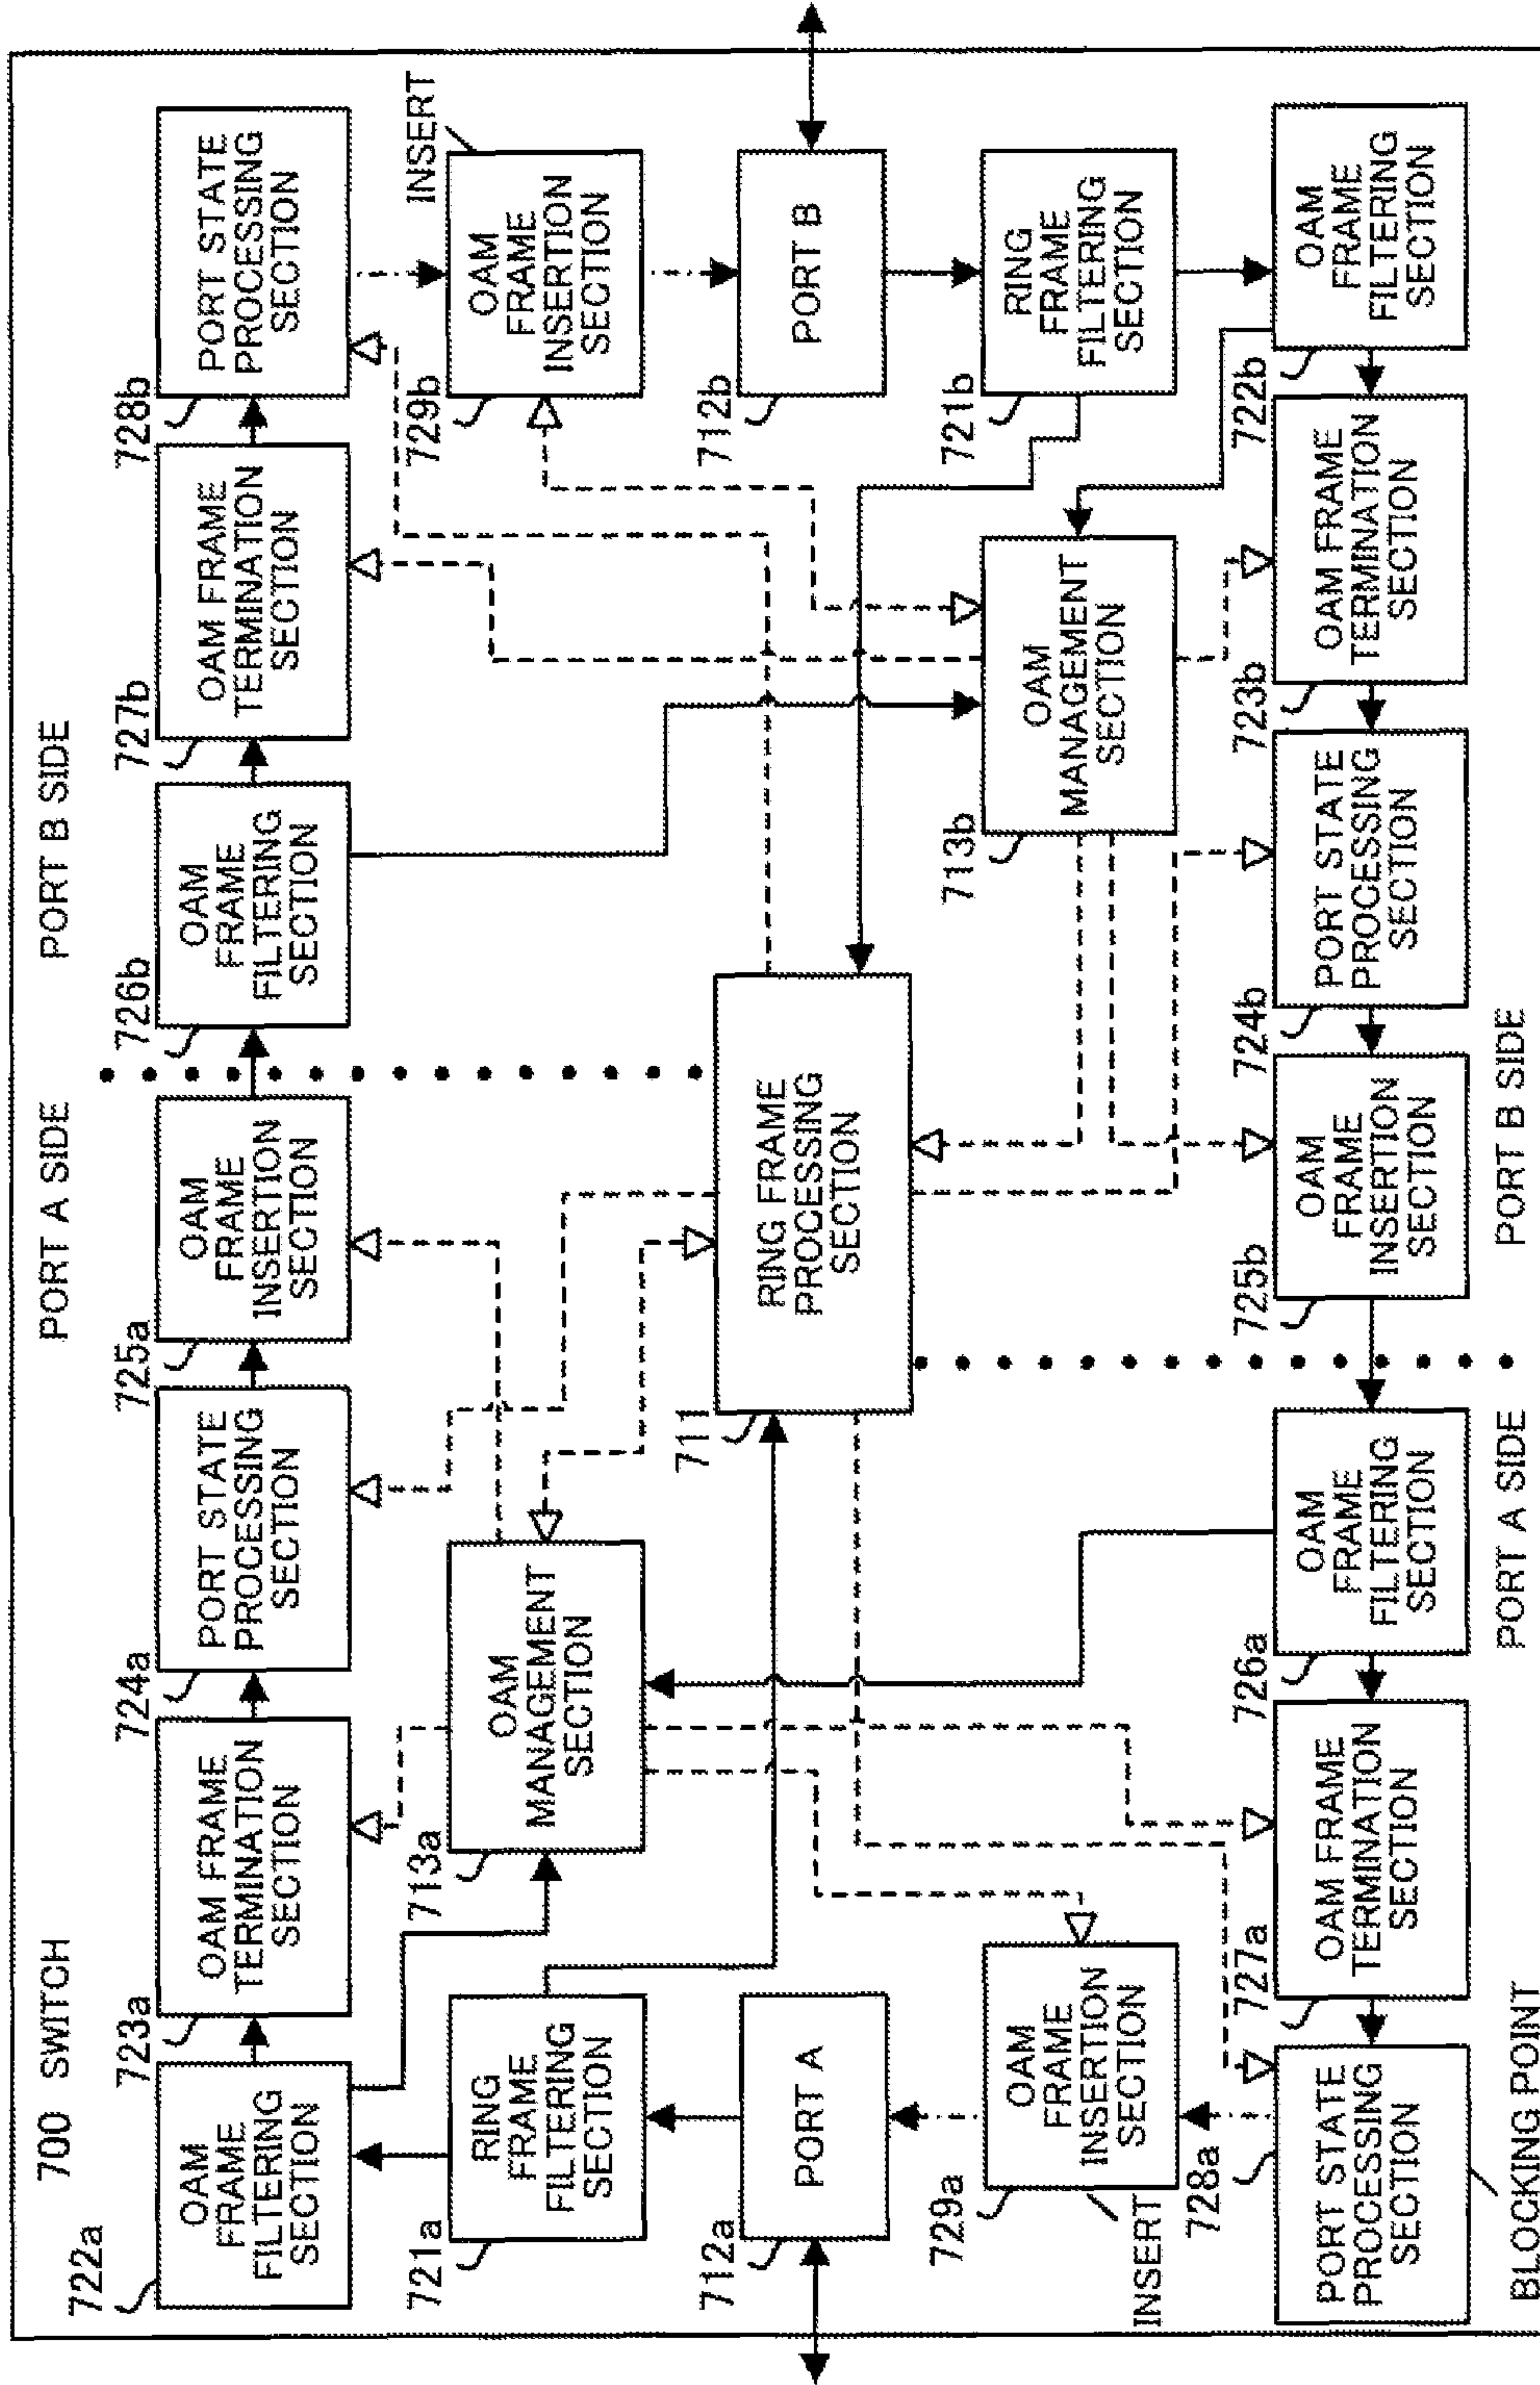 700 SWITCH
PORT A SIDE
PORT B SIDE
722a
OAM
FRAME
FILTERING
SECTION
723a
OAM FRAME
TERMINATION
SECTION
724a
PORT STATE
PROCESSING
SECTION
725a
OAM
FRAME
INSERTION
SECTION
726b
OAM
FRAME
FILTERING
SECTION
727b
OAM FRAME
TERMINATION
SECTION
728b
PORT STATE
PROCESSING
SECTION
721a
RING
FRAME
FILTERING
SECTION
713a
OAM
MANAGEMENT
SECTION
729b
OAM
FRAME
INSERTION
SECTION
INSERT
712a
PORT A
711
RING FRAME
PROCESSING
SECTION
712b
PORT B
729a
OAM
FRAME
INSERTION
SECTION
INSERT
713b
OAM
MANAGEMENT
SECTION
721b
RING
FRAME
FILTERING
SECTION
728a
PORT STATE
PROCESSING
SECTION
BLOCKING POINT
727a
OAM FRAME
TERMINATION
SECTION
726a
OAM
FRAME
FILTERING
SECTION
725b
OAM
FRAME
INSERTION
SECTION
724b
PORT STATE
PROCESSING
SECTION
723b
OAM FRAME
TERMINATION
SECTION
722b
OAM
FRAME
FILTERING
SECTION
PORT A SIDE
PORT B SIDE